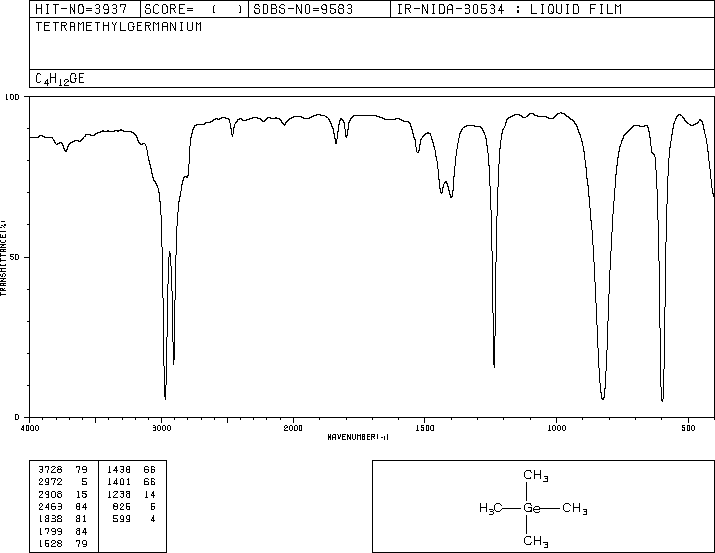 HIT-NO=3937 SCORE= ( ) SDBS-NO=9583 IR-NIDA-30534 : LIQUID FILM
TETRAMETHYLGERMANIUM
C4H12GE
100
50
0
TRANSMITTANCE(%)
4000 3000 2000 1500 1000 500
WAVENUMBER(-1)
3728 79 1438 66
2972 5 1401 66
2908 15 1238 14
2463 84 826 5
1838 81 599 4
1799 84
1528 79
CH3
H3C Ge CH3
CH3